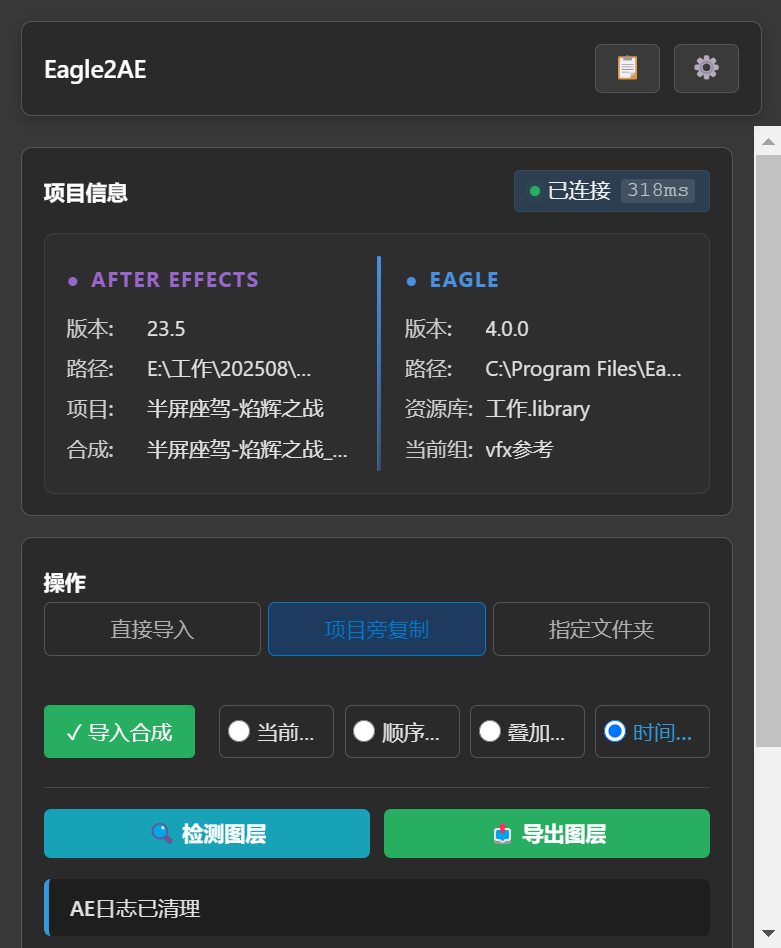 Eagle2AE
项目信息
已连接 318ms
AFTER EFFECTS
版本: 23.5
路径: E:\工作\202508\...
项目: 半屏座驾-焰辉之战
合成: 半屏座驾-焰辉之战_...
EAGLE
版本: 4.0.0
路径: C:\Program Files\Ea...
资源库: 工作.library
当前组: vfx参考
操作
直接导入 项目旁复制 指定文件夹
✓ 导入合成 当前... 顺序... 叠加... 时间...
检测图层 导出图层
AE日志已清理